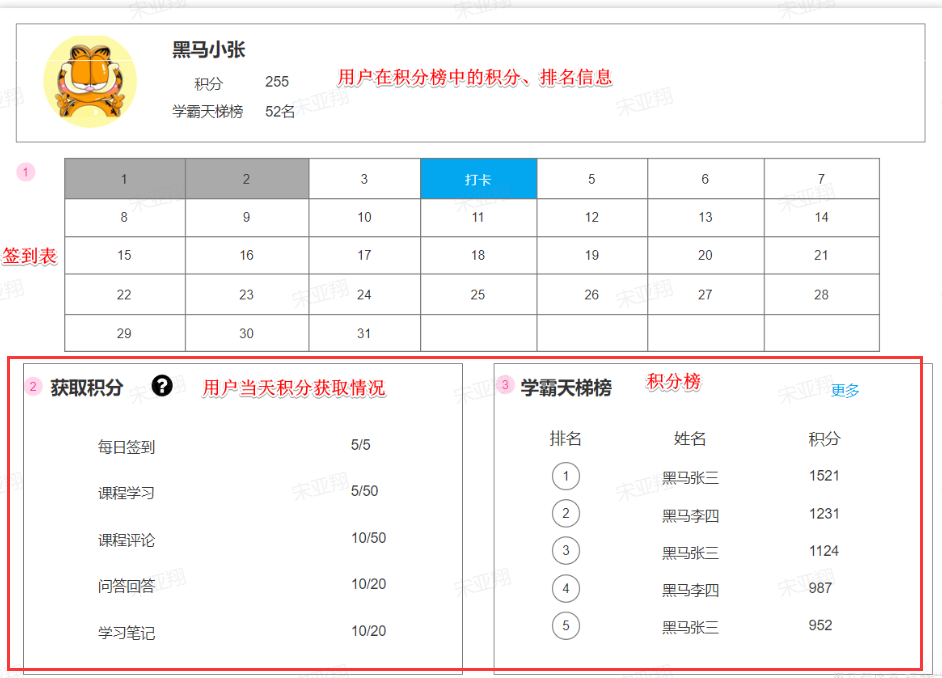 黑马小张
积分 255
用户在积分榜中的积分、排名信息
学霸天梯榜 52名
1
1 2 3 打卡 5 6 7
8 9 10 11 12 13 14
签到表
15 16 17 18 19 20 21
22 23 24 25 26 27 28
29 30 31
2 获取积分 ? 用户当天积分获取情况
每日签到 5/5
课程学习 5/50
课程评论 10/50
问答回答 10/20
学习笔记 10/20
3 学霸天梯榜 积分榜 更多
排名 姓名 积分
1 黑马张三 1521
2 黑马李四 1231
3 黑马张三 1124
4 黑马李四 987
5 黑马张三 952
宋亚翔